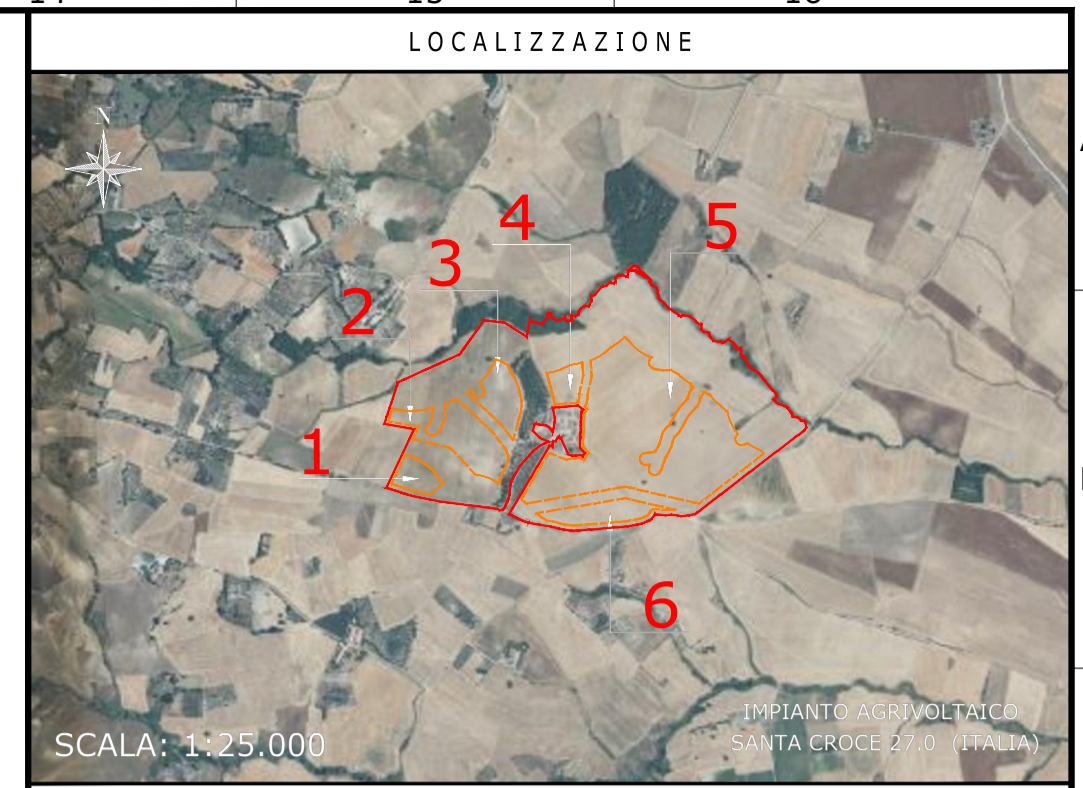 LOCALIZZAZIONE
N
4
5
3
2
1
6
IMPIANTO AGRIVOLTAICO
SCALA: 1:25.000
SANTA CROCE 27.0 (ITALIA)